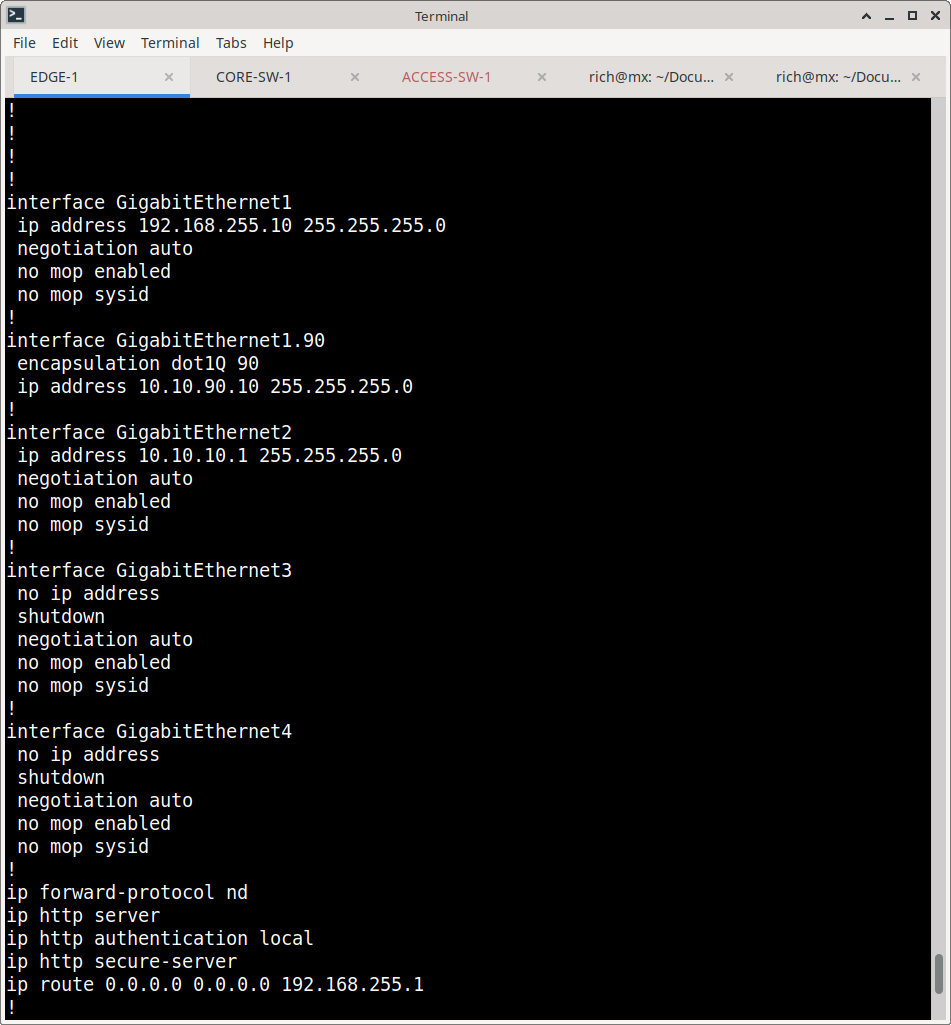 Terminal
File Edit View Terminal Tabs Help
EDGE-1 CORE-SW-1 ACCESS-SW-1 rich@mx: ~/Docu... rich@mx: ~/Docu...
!
!
!
!
interface GigabitEthernet1
 ip address 192.168.255.10 255.255.255.0
 negotiation auto
 no mop enabled
 no mop sysid
!
interface GigabitEthernet1.90
 encapsulation dot1Q 90
 ip address 10.10.90.10 255.255.255.0
!
interface GigabitEthernet2
 ip address 10.10.10.1 255.255.255.0
 negotiation auto
 no mop enabled
 no mop sysid
!
interface GigabitEthernet3
 no ip address
 shutdown
 negotiation auto
 no mop enabled
 no mop sysid
!
interface GigabitEthernet4
 no ip address
 shutdown
 negotiation auto
 no mop enabled
 no mop sysid
!
ip forward-protocol nd
ip http server
ip http authentication local
ip http secure-server
ip route 0.0.0.0 0.0.0.0 192.168.255.1
!